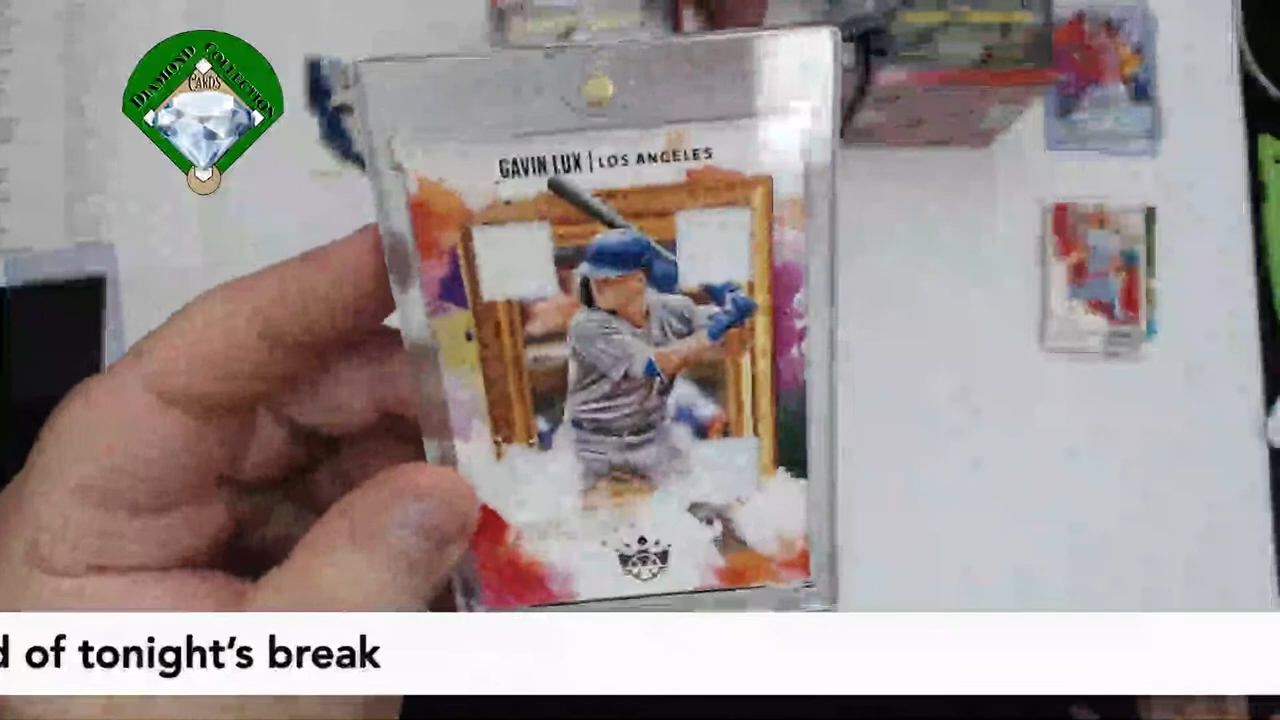 DIAMOND COLLECTION
CARDS
GAVIN LUX | LOS ANGELES
d of tonight's break